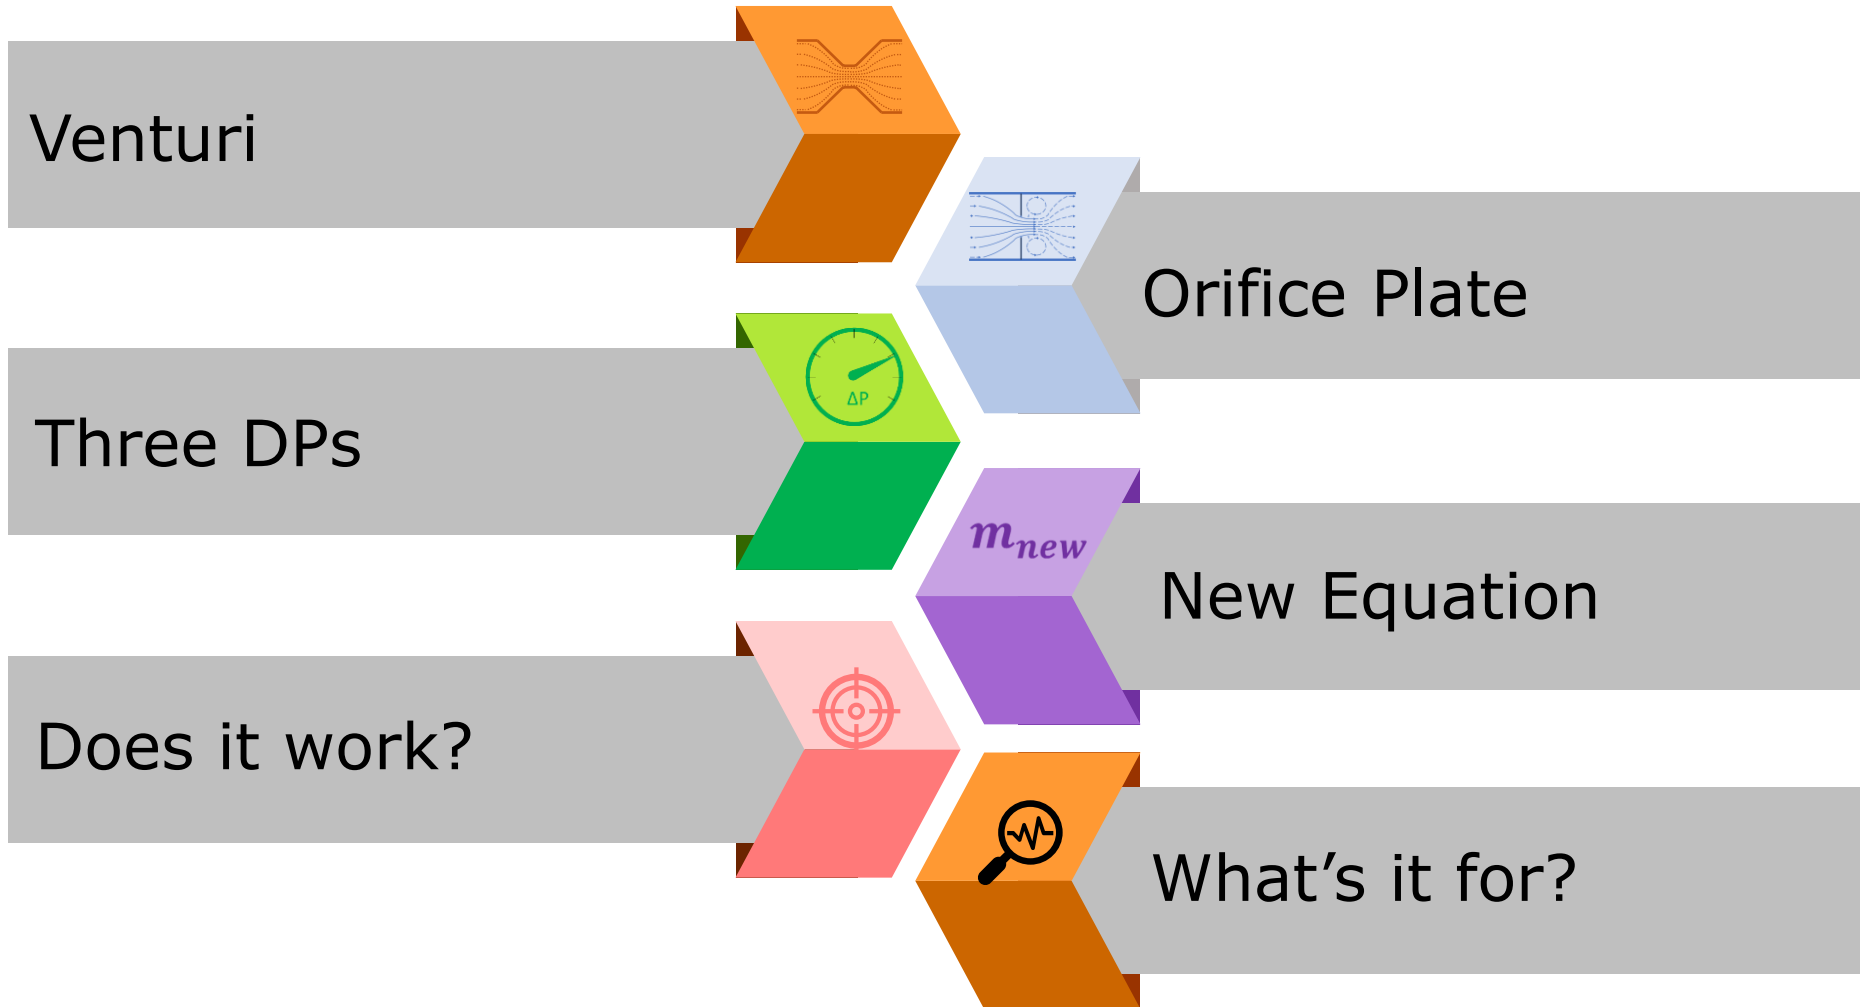 Venturi
Orifice Plate
ΔP
Three DPs
m_new
New Equation
Does it work?
What’s it for?